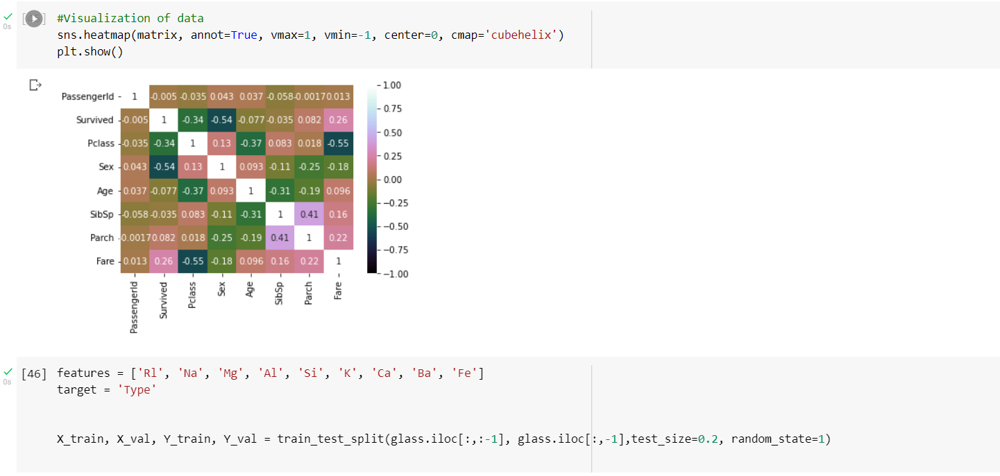 #Visualization of data
0s
sns.heatmap(matrix, annot=True, vmax=1, vmin=-1, center=0, cmap='cubehelix')
plt.show()
PassengerId 1 -0.005 -0.035 0.043 0.037 -0.058 -0.0017 0.013
Survived -0.005 1 -0.34 -0.54 -0.077 -0.035 0.082 0.26
Pclass -0.035 -0.34 1 0.13 -0.37 0.083 0.018 -0.55
Sex 0.043 -0.54 0.13 1 0.093 -0.11 -0.25 -0.18
Age 0.037 -0.077 -0.37 0.093 1 -0.31 -0.19 0.096
SibSp -0.058 -0.035 0.083 -0.11 -0.31 1 0.41 0.16
Parch -0.0017 0.082 0.018 -0.25 -0.19 0.41 1 0.22
Fare 0.013 0.26 -0.55 -0.18 0.096 0.16 0.22 1
PassengerId Survived Pclass Sex Age SibSp Parch Fare
1.00
0.75
0.50
0.25
0.00
−0.25
−0.50
−0.75
−1.00
[46] features = ['Rl', 'Na', 'Mg', 'Al', 'Si', 'K', 'Ca', 'Ba', 'Fe']
0s
target = 'Type'
X_train, X_val, Y_train, Y_val = train_test_split(glass.iloc[:,:-1], glass.iloc[:,-1],test_size=0.2, random_state=1)